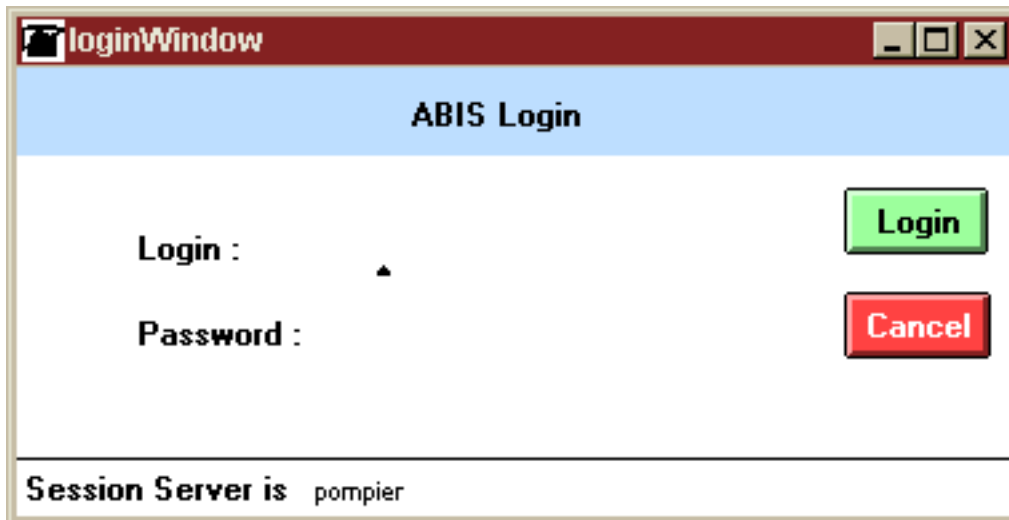 loginWindow
ABIS Login
Login :
Login
Password :
Cancel
Session Server is pompier